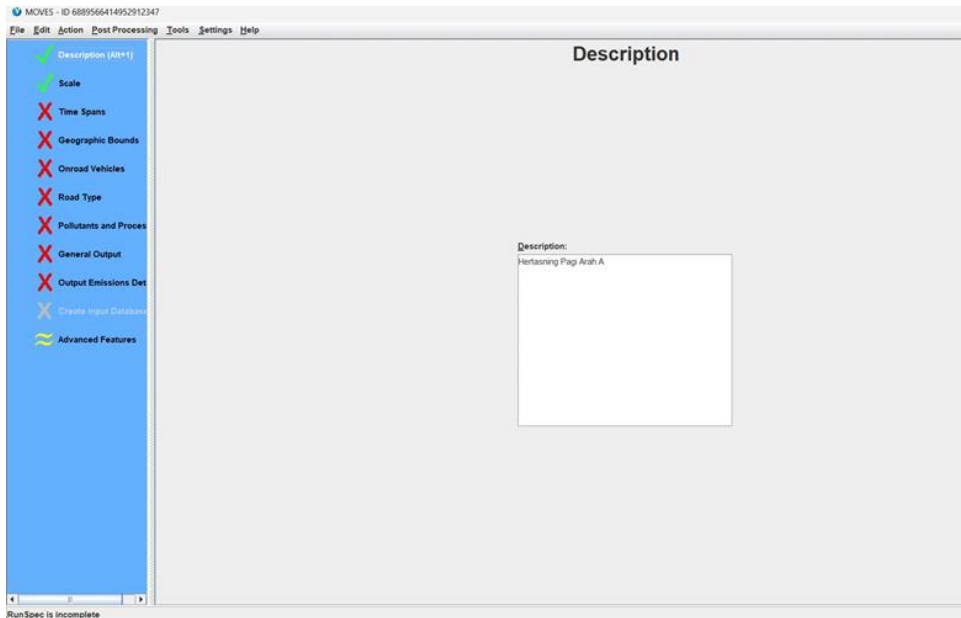 MOVES - ID 6889566414952912347
File Edit Action Post Processing Tools Settings Help
Description (Alt+1)
Scale
Time Spans
Geographic Bounds
Onroad Vehicles
Road Type
Pollutants and Proces
General Output
Output Emissions Det
Create Input Database
Advanced Features
Description
Description:
Hertasning Pagi Arah A
RunSpec is incomplete